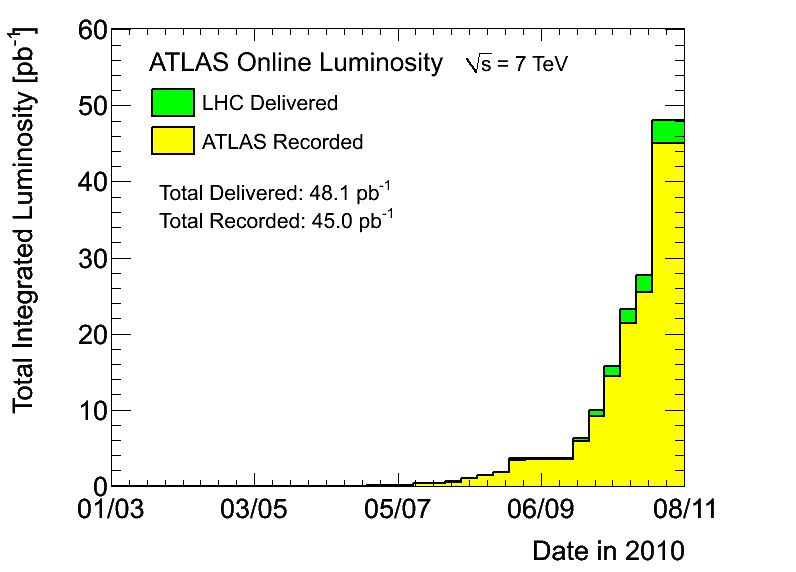 Total Integrated Luminosity [pb⁻¹]
60
50
40
30
20
10
0
ATLAS Online Luminosity √s = 7 TeV
LHC Delivered
ATLAS Recorded
Total Delivered: 48.1 pb⁻¹
Total Recorded: 45.0 pb⁻¹
01/03 03/05 05/07 06/09 08/11
Date in 2010